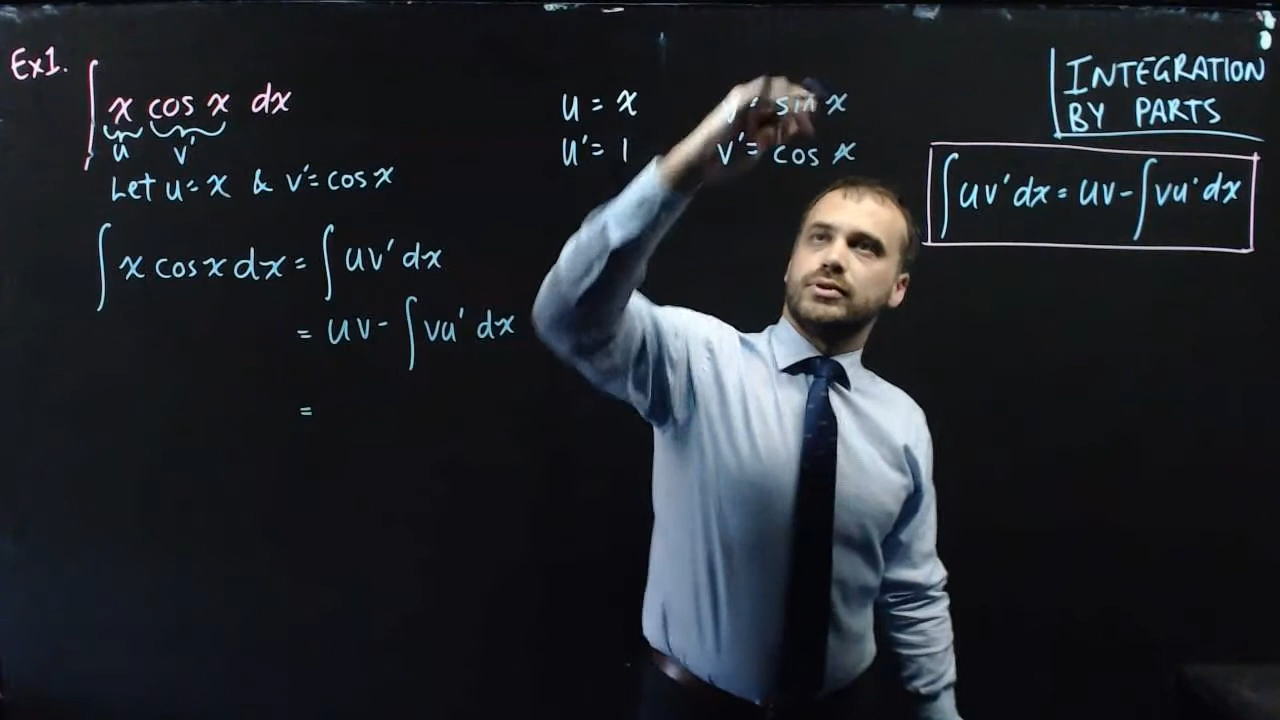 Ex1.
∫ x cos x dx
u v'
Let u = x & v' = cos x
∫ x cos x dx = ∫ uv' dx
= uv - ∫ vu' dx
=
u = x v = sin x
u' = 1 v' = cos x
INTEGRATION
BY PARTS
∫ uv' dx = uv - ∫ vu' dx